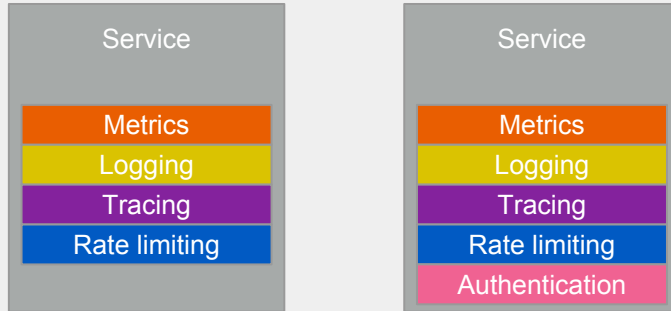 Service
Metrics
Logging
Tracing
Rate limiting
Service
Metrics
Logging
Tracing
Rate limiting
Authentication